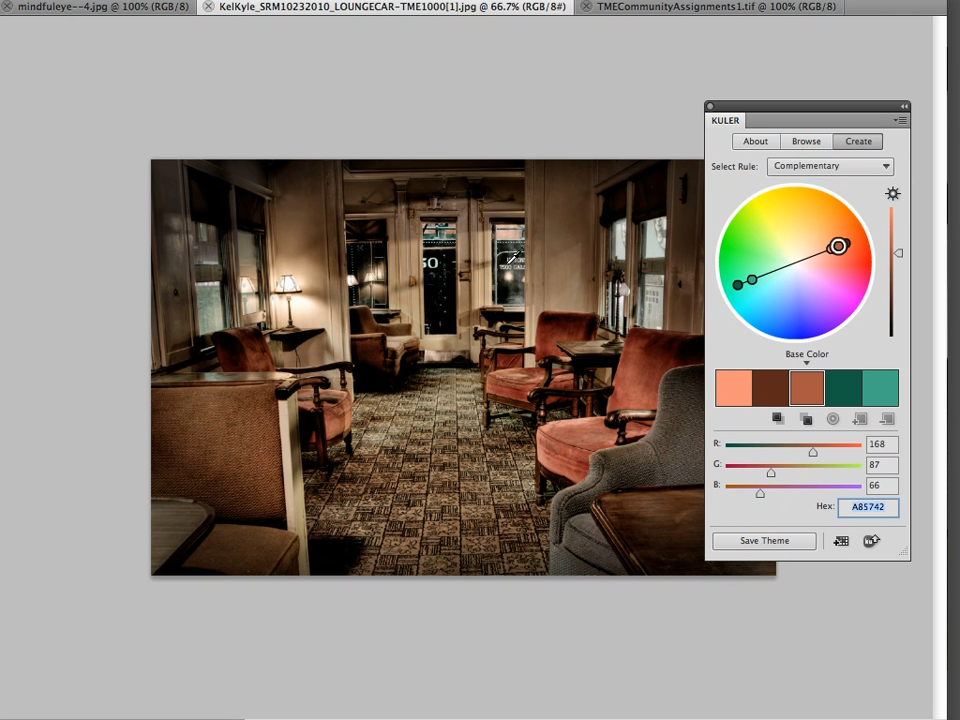 mindfuleye--4.jpg @ 100% (RGB/8)
KelKyle_SRM10232010_LOUNGECAR-TME1000[1].jpg @ 66.7% (RGB/8#)
TMECommunityAssignments1.tif @ 100% (RGB/8)
KULER
About
Browse
Create
Select Rule:
Complementary
Base Color
R:
168
G:
87
B:
66
Hex:
A85742
Save Theme